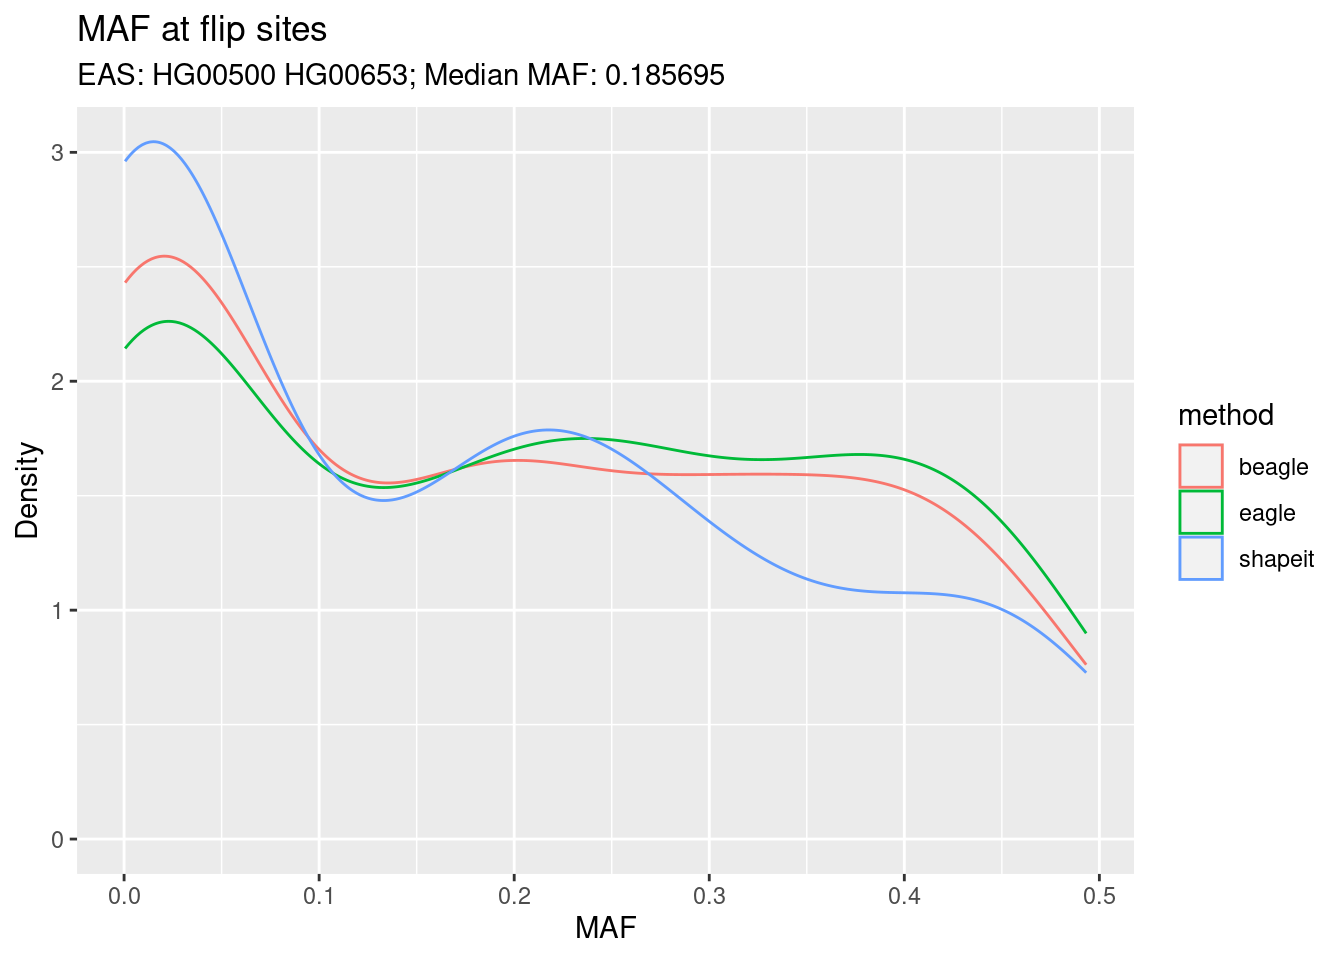 MAF at flip sites
EAS: HG00500 HG00653; Median MAF: 0.185695
3
2
1
0
Density
0.0 0.1 0.2 0.3 0.4 0.5
MAF
method
beagle
eagle
shapeit